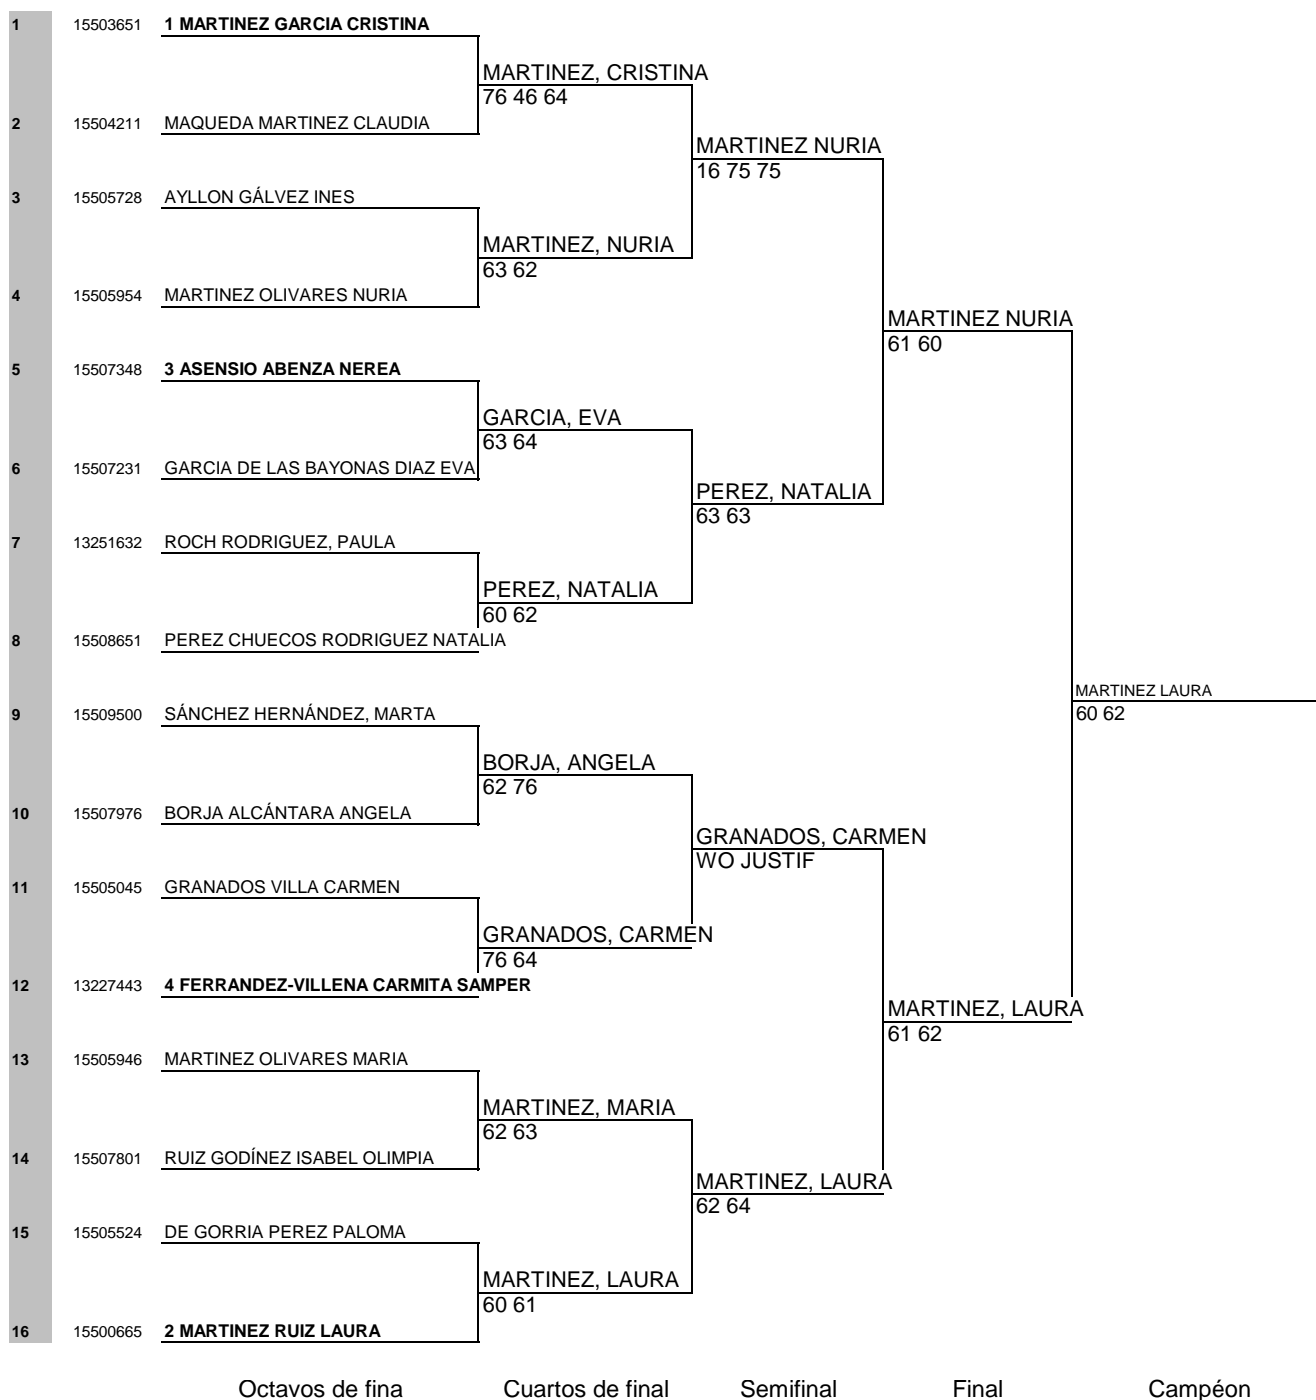 1 15503651 1 MARTINEZ GARCIA CRISTINA
MARTINEZ, CRISTINA
76 46 64
2 15504211 MAQUEDA MARTINEZ CLAUDIA
MARTINEZ NURIA
16 75 75
3 15505728 AYLLON GÁLVEZ INES
MARTINEZ, NURIA
63 62
4 15505954 MARTINEZ OLIVARES NURIA
MARTINEZ NURIA
61 60
5 15507348 3 ASENSIO ABENZA NEREA
GARCIA, EVA
63 64
6 15507231 GARCIA DE LAS BAYONAS DIAZ EVA
PEREZ, NATALIA
63 63
7 13251632 ROCH RODRIGUEZ, PAULA
PEREZ, NATALIA
60 62
8 15508651 PEREZ CHUECOS RODRIGUEZ NATALIA
MARTINEZ LAURA
60 62
9 15509500 SÁNCHEZ HERNÁNDEZ, MARTA
BORJA, ANGELA
62 76
10 15507976 BORJA ALCÁNTARA ANGELA
GRANADOS, CARMEN
WO JUSTIF
11 15505045 GRANADOS VILLA CARMEN
GRANADOS, CARMEN
76 64
12 13227443 4 FERRANDEZ-VILLENA CARMITA SAMPER
MARTINEZ, LAURA
61 62
13 15505946 MARTINEZ OLIVARES MARIA
MARTINEZ, MARIA
62 63
14 15507801 RUIZ GODÍNEZ ISABEL OLIMPIA
MARTINEZ, LAURA
62 64
15 15505524 DE GORRIA PEREZ PALOMA
MARTINEZ, LAURA
60 61
16 15500665 2 MARTINEZ RUIZ LAURA
Octavos de fina Cuartos de final Semifinal Final Campéon